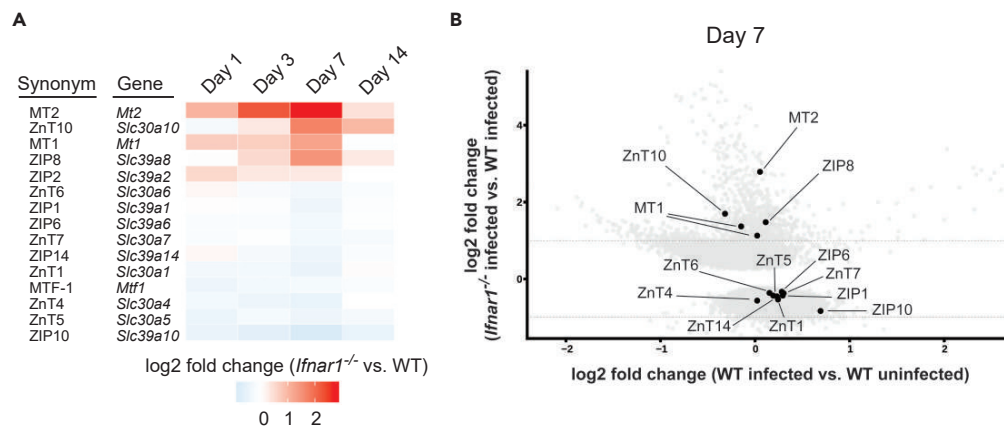 A
Synonym Gene Day 1 Day 3 Day 7 Day 14
MT2 Mt2
ZnT10 Slc30a10
MT1 Mt1
ZIP8 Slc39a8
ZIP2 Slc39a2
ZnT6 Slc30a6
ZIP1 Slc39a1
ZIP6 Slc39a6
ZnT7 Slc30a7
ZIP14 Slc39a14
ZnT1 Slc30a1
MTF-1 Mtf1
ZnT4 Slc30a4
ZnT5 Slc30a5
ZIP10 Slc39a10
log2 fold change (Ifnar1-/- vs. WT)
0 1 2
B
Day 7
log2 fold change
(Ifnar1-/- infected vs. WT infected)
4
2
0
-2 -1 0 1 2
MT2
ZnT10
ZIP8
MT1
ZnT5
ZIP6
ZnT6
ZnT7
ZnT4
ZIP1
ZIP10
ZnT14
ZnT1
log2 fold change (WT infected vs. WT uninfected)